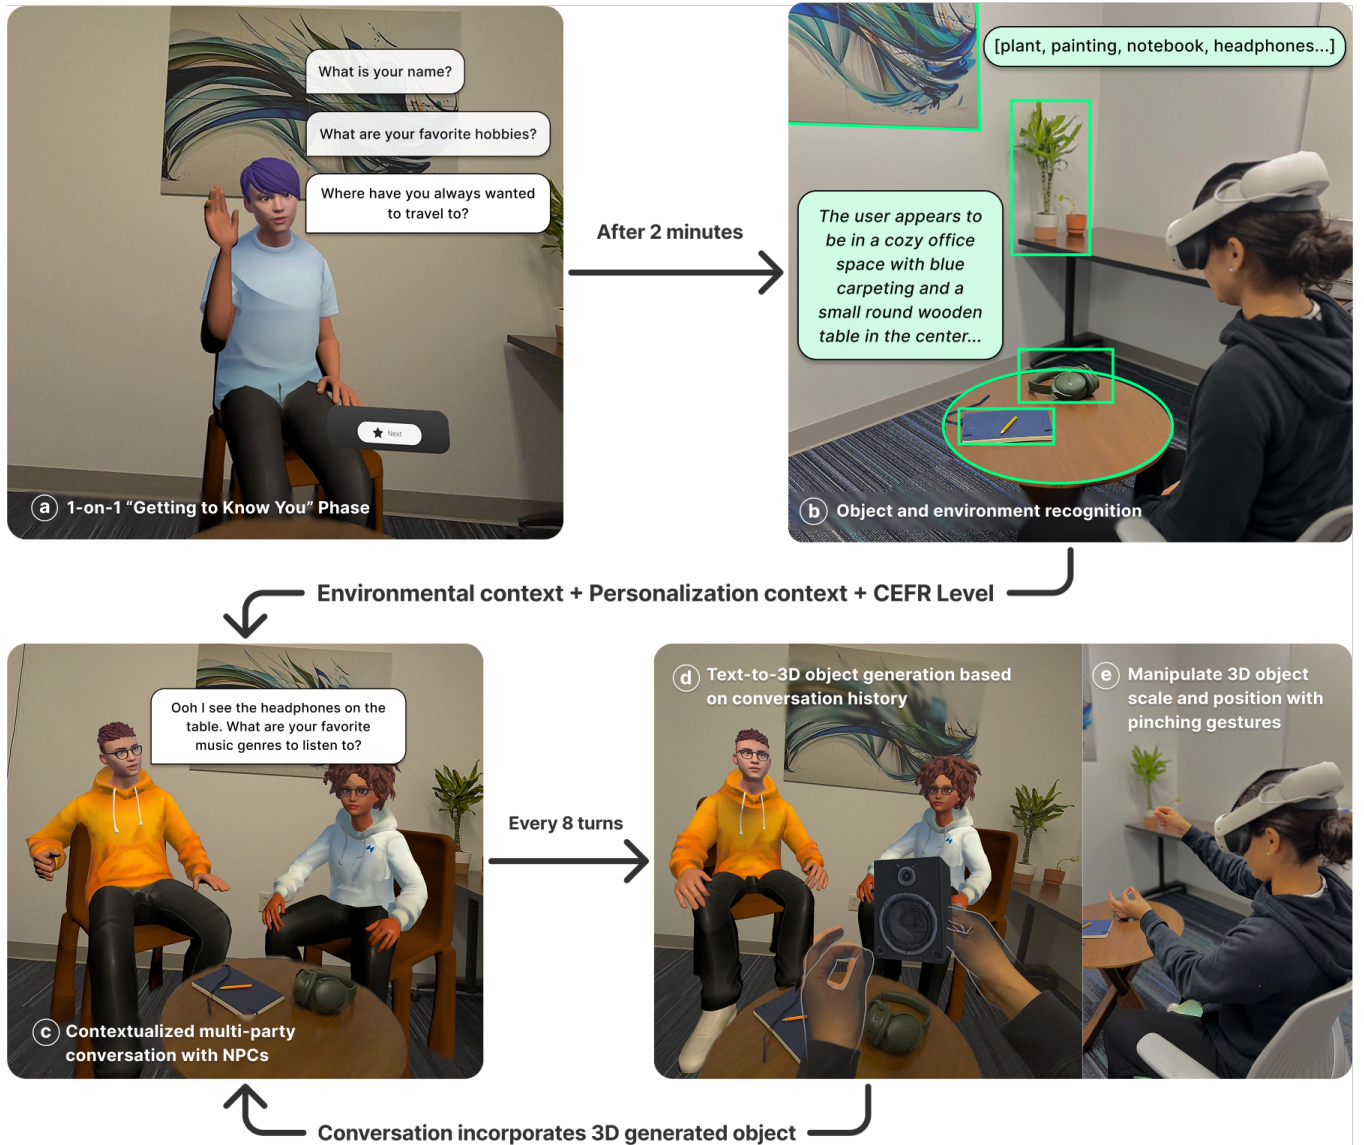 What is your name?
What are your favorite hobbies?
Where have you always wanted
to travel to?
Next
a 1-on-1 “Getting to Know You” Phase
After 2 minutes
[plant, painting, notebook, headphones...]
The user appears to
be in a cozy office
space with blue
carpeting and a
small round wooden
table in the center...
b Object and environment recognition
Environmental context + Personalization context + CEFR Level
Ooh I see the headphones on the
table. What are your favorite
music genres to listen to?
c Contextualized multi-party
conversation with NPCs
Every 8 turns
d Text-to-3D object generation based
on conversation history
e Manipulate 3D object
scale and position with
pinching gestures
Conversation incorporates 3D generated object